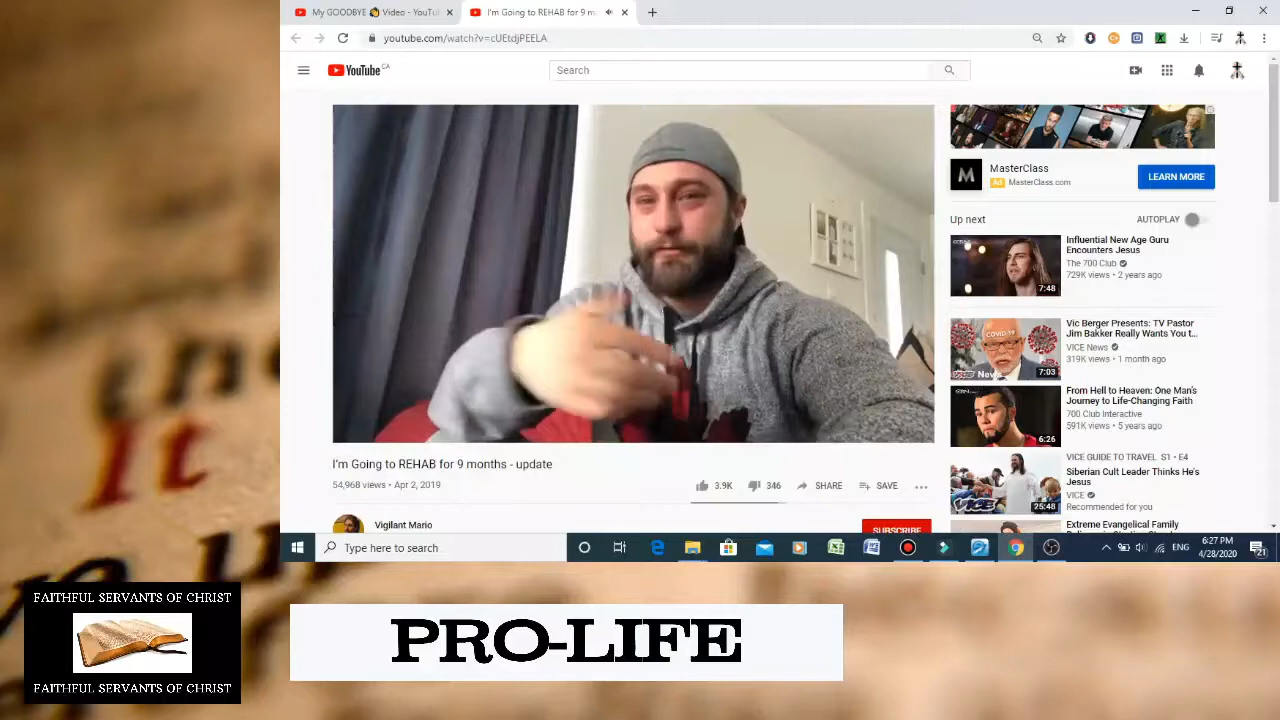 My GOODBYE 👋 Video - YouTu
I'm Going to REHAB for 9 m
youtube.com/watch?v=cUEtdjPEELA
YouTube CA
Search
MasterClass
Ad MasterClass.com
LEARN MORE
Up next
AUTOPLAY
Influential New Age Guru
Encounters Jesus
The 700 Club
729K views • 2 years ago
7:48
Vic Berger Presents: TV Pastor
Jim Bakker Really Wants You t...
VICE News
319K views • 1 month ago
COVID-19
7:03
From Hell to Heaven: One Man's
Journey to Life-Changing Faith
700 Club Interactive
591K views • 5 years ago
6:26
VICE GUIDE TO TRAVEL S1 • E4
Siberian Cult Leader Thinks He's
Jesus
VICE
Recommended for you
25:48
Extreme Evangelical Family
I'm Going to REHAB for 9 months - update
54,968 views • Apr 2, 2019
3.9K
346
SHARE
SAVE
Vigilant Mario
SUBSCRIBE
Type here to search
ENG
6:27 PM
4/28/2020
21
It
FAITHFUL SERVANTS OF CHRIST
FAITHFUL SERVANTS OF CHRIST
PRO-LIFE